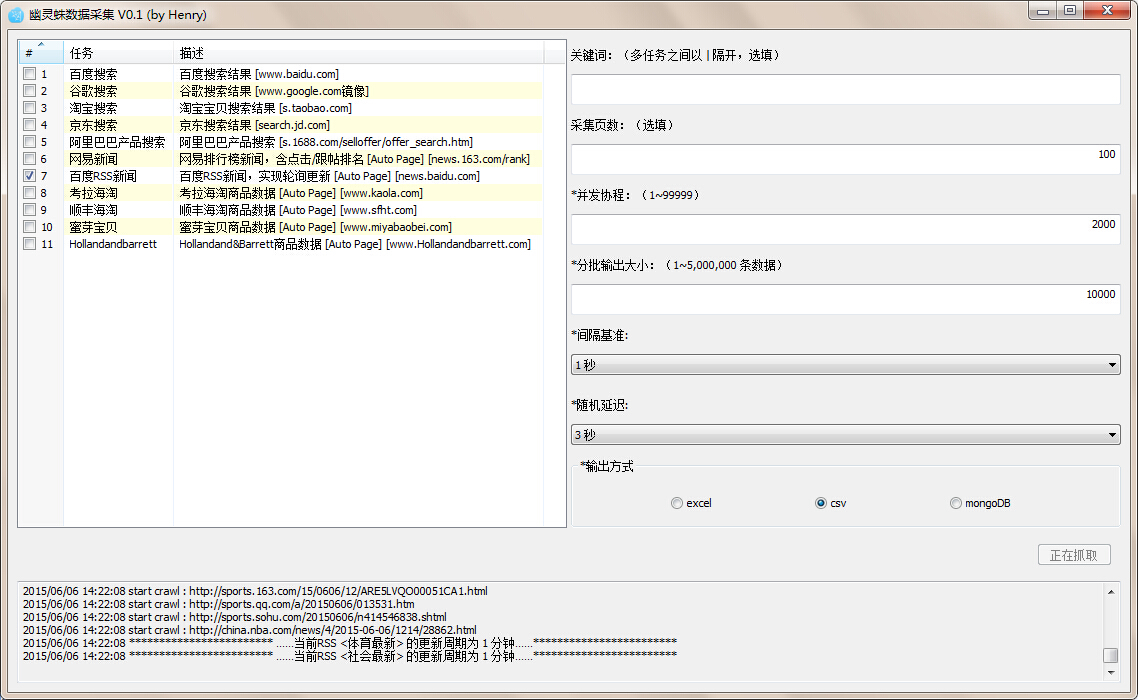 幽灵蛛数据采集 V0.1 (by Henry)
# 任务 描述
1 百度搜索 百度搜索结果 [www.baidu.com]
2 谷歌搜索 谷歌搜索结果 [www.google.com镜像]
3 淘宝搜索 淘宝宝贝搜索结果 [s.taobao.com]
4 京东搜索 京东搜索结果 [search.jd.com]
5 阿里巴巴产品搜索 阿里巴巴产品搜索 [s.1688.com/selloffer/offer_search.htm]
6 网易新闻 网易排行榜新闻，含点击/跟帖排名 [Auto Page] [news.163.com/rank]
7 百度RSS新闻 百度RSS新闻，实现轮询更新 [Auto Page] [news.baidu.com]
8 考拉海淘 考拉海淘商品数据 [Auto Page] [www.kaola.com]
9 顺丰海淘 顺丰海淘商品数据 [Auto Page] [www.sfht.com]
10 蜜芽宝贝 蜜芽宝贝商品数据 [Auto Page] [www.miyabaobei.com]
11 Hollandandbarrett Hollandand&Barrett商品数据 [Auto Page] [www.Hollandandbarrett.com]
关键词：（多任务之间以 | 隔开，选填）
采集页数：（选填）
100
*并发协程：（1~99999）
2000
*分批输出大小：（1~5,000,000 条数据）
10000
*间隔基准:
1 秒
*随机延迟:
3 秒
*输出方式
excel csv mongoDB
正在抓取
2015/06/06 14:22:08 start crawl : http://sports.163.com/15/0606/12/ARE5LVQO00051CA1.html
2015/06/06 14:22:08 start crawl : http://sports.qq.com/a/20150606/013531.htm
2015/06/06 14:22:08 start crawl : http://sports.sohu.com/20150606/n414546838.shtml
2015/06/06 14:22:08 start crawl : http://china.nba.com/news/4/2015-06-06/1214/28862.html
2015/06/06 14:22:08 ************************ ……当前RSS <体育最新> 的更新周期为 1 分钟……************************
2015/06/06 14:22:08 ************************ ……当前RSS <社会最新> 的更新周期为 1 分钟……************************